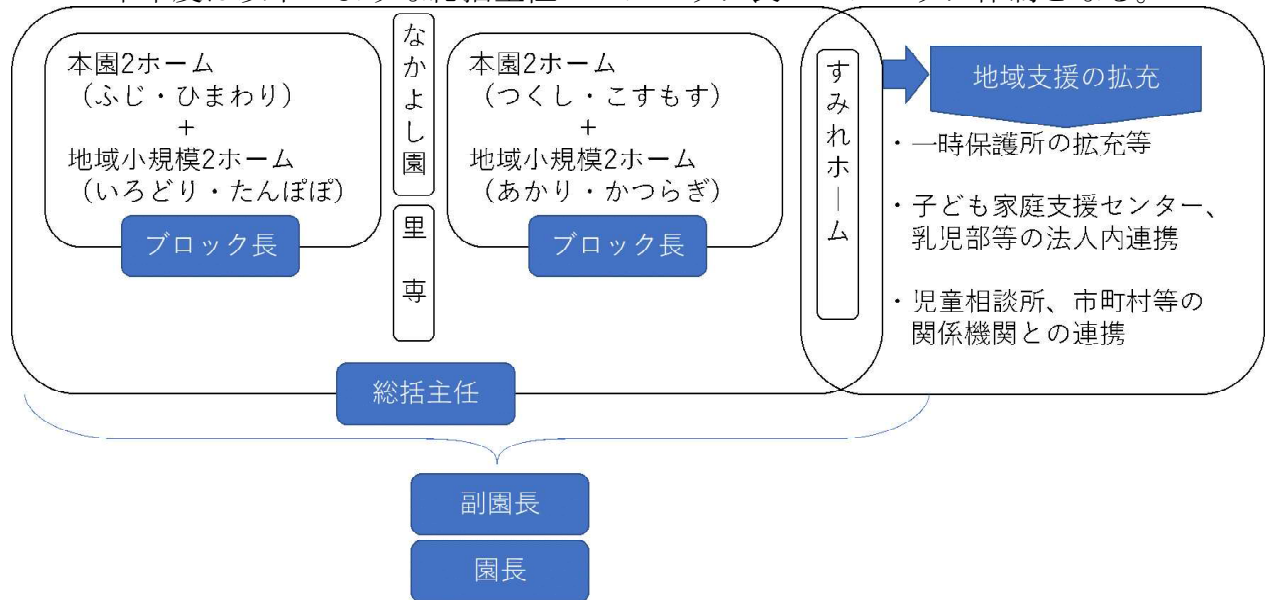 本園2ホーム
（ふじ・ひまわり）
+
地域小規模2ホーム
（いろどり・たんぽぽ）
ブロック長
なかよし園
里専
本園2ホーム
（つくし・こすもす）
+
地域小規模2ホーム
（あかり・かつらぎ）
ブロック長
すみれホーム
地域支援の拡充
・一時保護所の拡充等
・子ども家庭支援センター、
乳児部等の法人内連携
・児童相談所、市町村等の
関係機関との連携
総括主任
副園長
園長